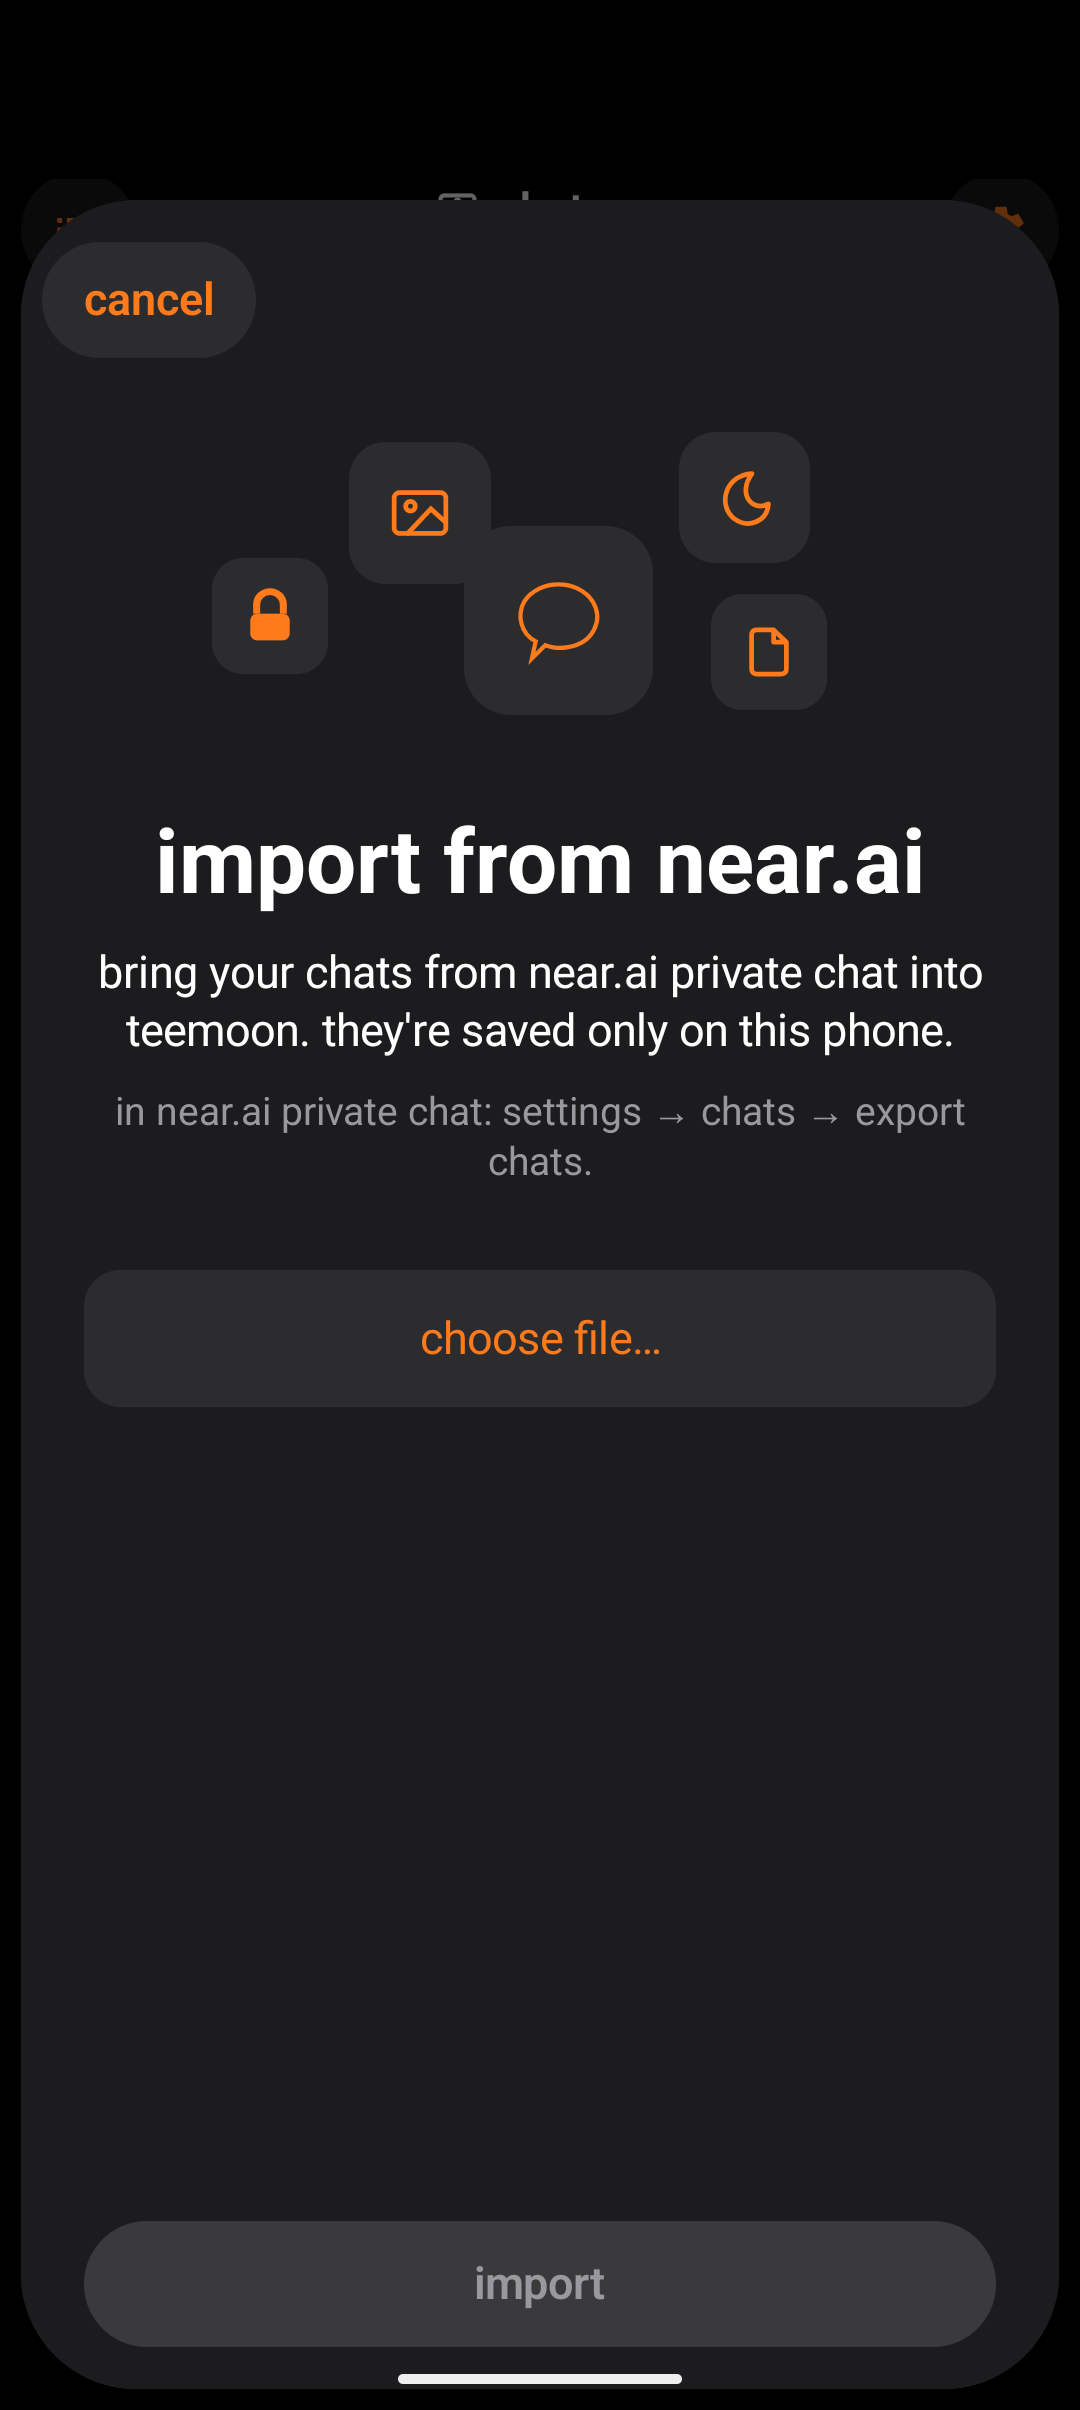 cancel
import from near.ai
bring your chats from near.ai private chat into
teemoon. they're saved only on this phone.
in near.ai private chat: settings → chats → export
chats.
choose file...
import